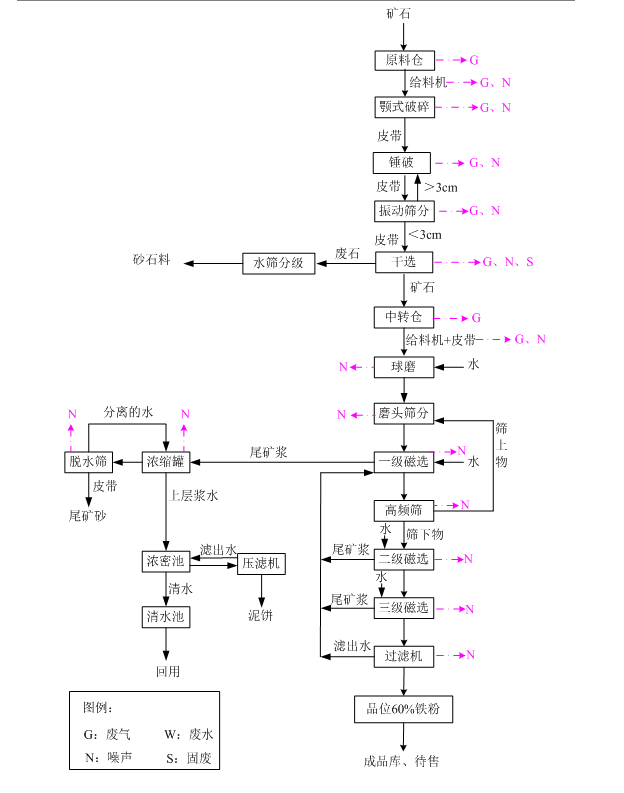 矿石
原料仓
G
给料机
G、N
颚式破碎
G、N
皮带
锤破
G、N
皮带
＞3cm
振动筛分
G、N
皮带
＜3cm
砂石料
水筛分级
废石
干选
G、N、S
矿石
中转仓
G
给料机+皮带
G、N
N
球磨
水
N
磨头筛分
筛上物
N
分离的水
N
脱水筛
浓缩罐
尾矿浆
一级磁选
N
水
皮带
尾矿砂
上层浆水
高频筛
N
水
筛下物
浓密池
滤出水
压滤机
尾矿浆
二级磁选
N
水
清水
泥饼
尾矿浆
三级磁选
N
清水池
滤出水
过滤机
N
回用
品位60%铁粉
成品库、待售
图例：
G：废气
W：废水
N：噪声
S：固废